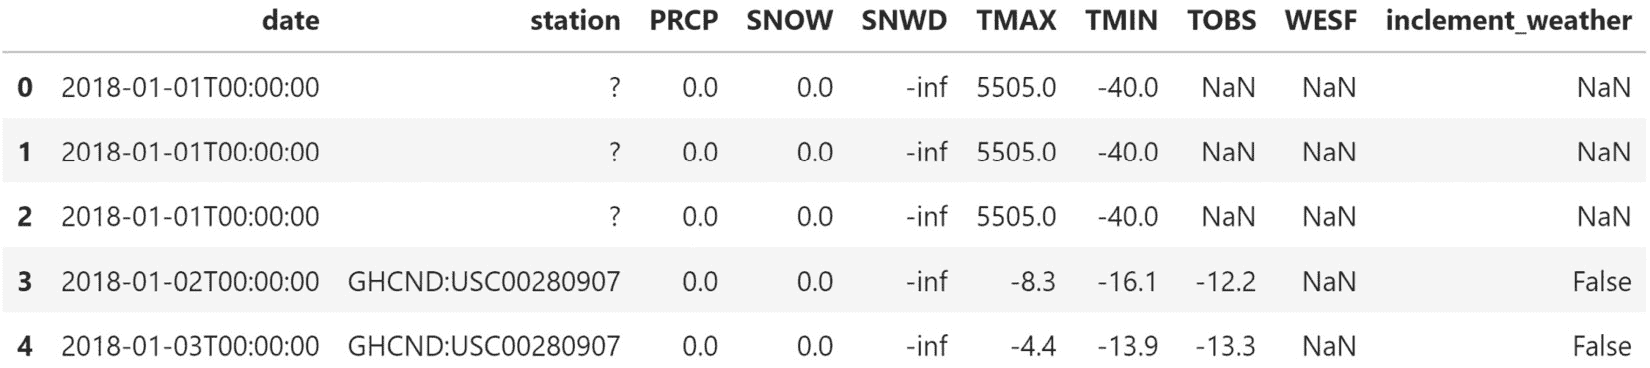 date station PRCP SNOW SNWD TMAX TMIN TOBS WESF inclement_weather
0 2018-01-01T00:00:00 ? 0.0 0.0 -inf 5505.0 -40.0 NaN NaN NaN
1 2018-01-01T00:00:00 ? 0.0 0.0 -inf 5505.0 -40.0 NaN NaN NaN
2 2018-01-01T00:00:00 ? 0.0 0.0 -inf 5505.0 -40.0 NaN NaN NaN
3 2018-01-02T00:00:00 GHCND:USC00280907 0.0 0.0 -inf -8.3 -16.1 -12.2 NaN False
4 2018-01-03T00:00:00 GHCND:USC00280907 0.0 0.0 -inf -4.4 -13.9 -13.3 NaN False